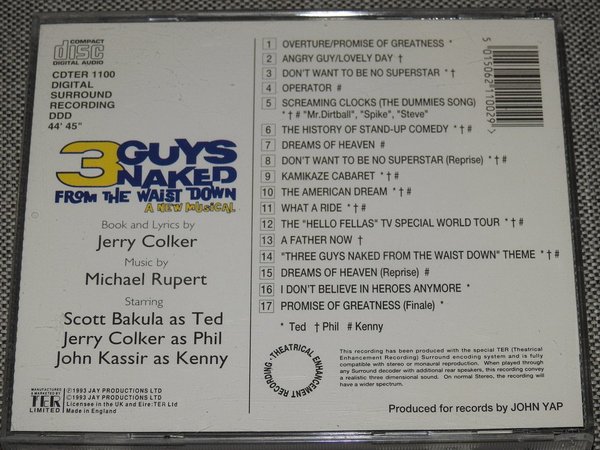 COMPACT
disc
DIGITAL AUDIO
CDTER 1100
DIGITAL
SURROUND
RECORDING
DDD
44' 45"
3 GUYS
NAKED
FROM THE WAIST DOWN
A NEW MUSICAL
Book and Lyrics by
Jerry Colker
Music by
Michael Rupert
Starring
Scott Bakula as Ted
Jerry Colker as Phil
John Kassir as Kenny
MANUFACTURED
& MARKETED BY
TER
LIMITED
℗1993 JAY PRODUCTIONS LTD
©1993 JAY PRODUCTIONS LTD
Licensee in the UK and Eire:TER Ltd
Made in England
1 OVERTURE/PROMISE OF GREATNESS *
2 ANGRY GUY/LOVELY DAY †
3 DON'T WANT TO BE NO SUPERSTAR * †
4 OPERATOR #
5 SCREAMING CLOCKS (THE DUMMIES SONG)
* † # "Mr.Dirtball", "Spike", "Steve"
6 THE HISTORY OF STAND-UP COMEDY * † #
7 DREAMS OF HEAVEN #
8 DON'T WANT TO BE NO SUPERSTAR (Reprise) † #
9 KAMIKAZE CABARET * † #
10 THE AMERICAN DREAM * † #
11 WHAT A RIDE * † #
12 THE "HELLO FELLAS" TV SPECIAL WORLD TOUR * † #
13 A FATHER NOW †
14 "THREE GUYS NAKED FROM THE WAIST DOWN" THEME * † #
15 DREAMS OF HEAVEN (Reprise) #
16 I DON'T BELIEVE IN HEROES ANYMORE *
17 PROMISE OF GREATNESS (Finale) *
* Ted † Phil # Kenny
5 015062 110029 >
THEATRICAL ENHANCEMENT RECORDING
This recording has been produced with the special TER (Theatrical
Enhancement Recording) Surround encoding system and is fully
compatible with stereo or monaural reproduction. When played through
any Surround decoder with additional rear speakers, this recording convey
a realistic three dimensional sound. On normal Stereo, the recording will
have a wider spectrum.
Produced for records by JOHN YAP